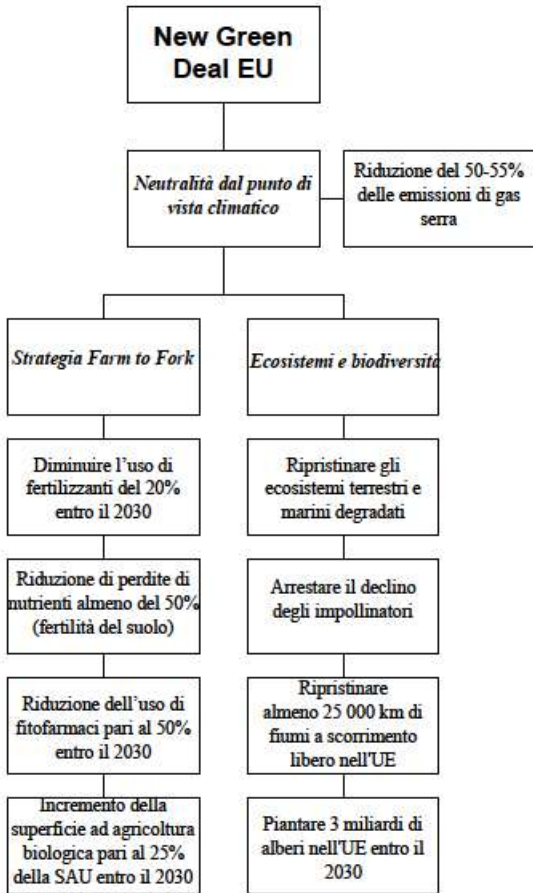 New Green
Deal EU
Neutralità dal punto di
vista climatico
Riduzione del 50-55%
delle emissioni di gas
serra
Strategia Farm to Fork
Ecosistemi e biodiversità
Diminuire l'uso di
fertilizzanti del 20%
entro il 2030
Riduzione di perdite di
nutrienti almeno del 50%
(fertilità del suolo)
Riduzione dell'uso di
fitofarmaci pari al 50%
entro il 2030
Incremento della
superficie ad agricoltura
biologica pari al 25%
della SAU entro il 2030
Ripristinare gli
ecosistemi terrestri e
marini degradati
Arrestare il declino
degli impollinatori
Ripristinare
almeno 25 000 km di
fiumi a scorrimento
libero nell'UE
Piantare 3 miliardi di
alberi nell'UE entro il
2030